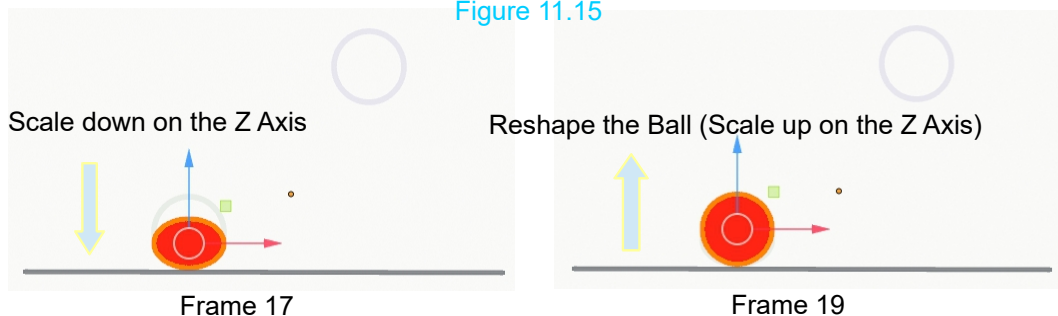 Figure 11.15
Scale down on the Z Axis
Reshape the Ball (Scale up on the Z Axis)
Frame 17
Frame 19